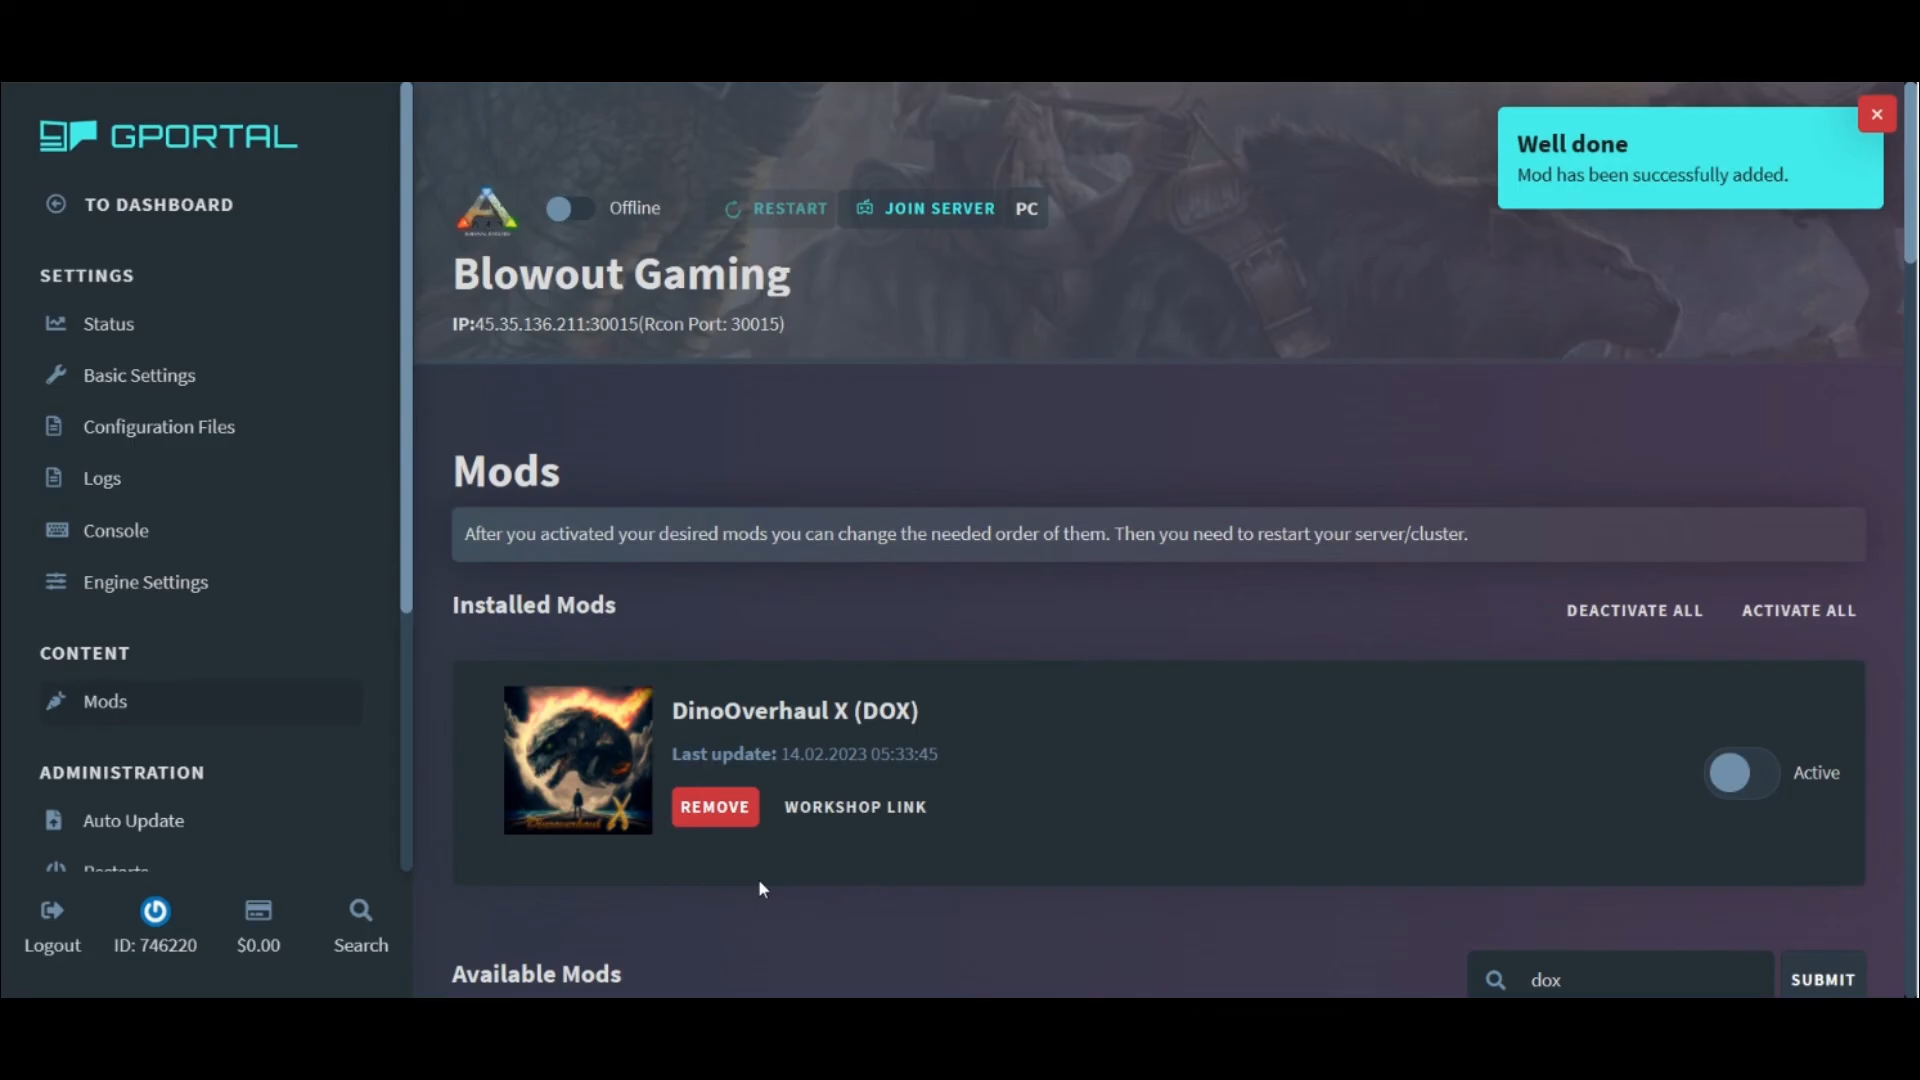 GPORTAL
TO DASHBOARD
SETTINGS
Status
Basic Settings
Configuration Files
Logs
Console
Engine Settings
CONTENT
Mods
ADMINISTRATION
Auto Update
Restarts
Logout
ID: 746220
$0.00
Search
Offline
RESTART
JOIN SERVER
PC
Blowout Gaming
IP:45.35.136.211:30015(Rcon Port: 30015)
Well done
Mod has been successfully added.
Mods
After you activated your desired mods you can change the needed order of them. Then you need to restart your server/cluster.
Installed Mods
DEACTIVATE ALL
ACTIVATE ALL
DinoOverhaul X (DOX)
Last update: 14.02.2023 05:33:45
REMOVE
WORKSHOP LINK
Active
Available Mods
dox
SUBMIT